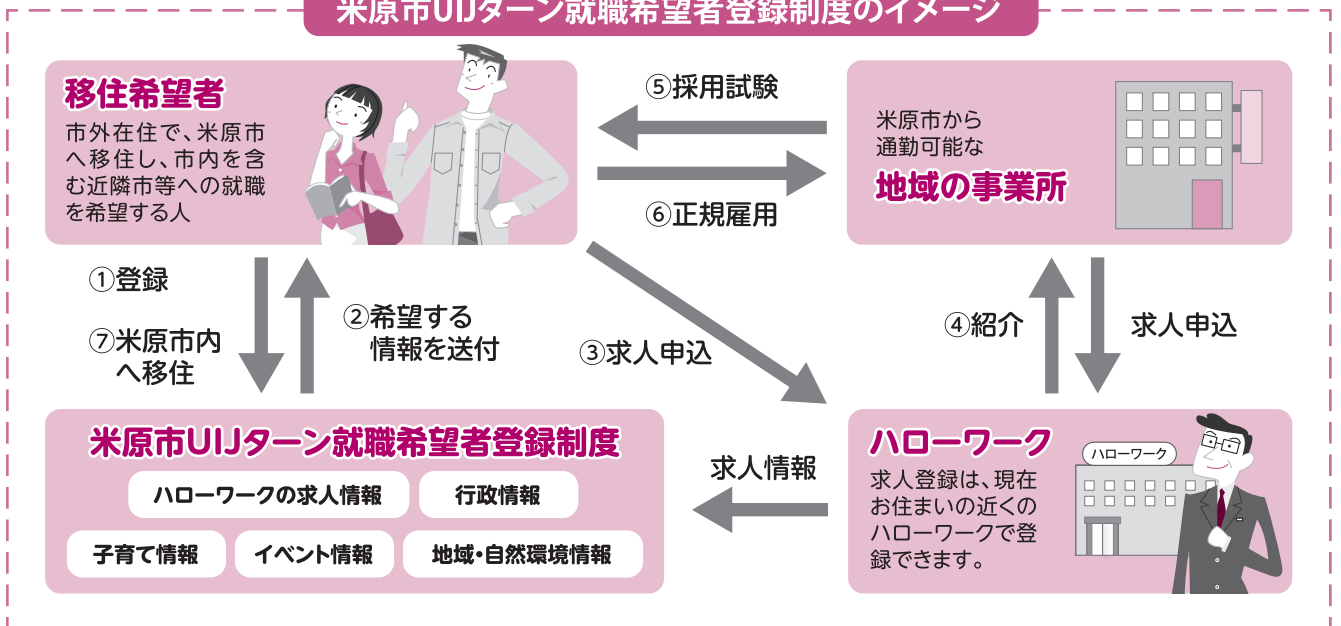 米原市UIJターン就職希望者登録制度のイメージ
移住希望者
市外在住で、米原市
へ移住し、市内を含
む近隣市等への就職
を希望する人
⑤採用試験
⑥正規雇用
米原市から
通勤可能な
地域の事業所
①登録
⑦米原市内
へ移住
②希望する
情報を送付
③求人申込
④紹介
求人申込
米原市UIJターン就職希望者登録制度
ハローワークの求人情報
行政情報
子育て情報
イベント情報
地域・自然環境情報
求人情報
ハローワーク
求人登録は、現在
お住まいの近くの
ハローワークで登
録できます。
ハローワーク